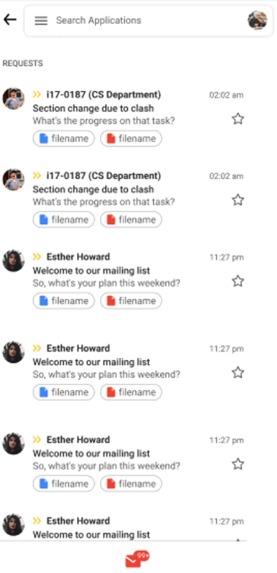 Search Applications
REQUESTS
i17-0187 (CS Department) 02:02 am
Section change due to clash
What's the progress on that task?
filename filename
i17-0187 (CS Department) 02:02 am
Section change due to clash
What's the progress on that task?
filename filename
Esther Howard 11:27 pm
Welcome to our mailing list
So, what's your plan this weekend?
filename filename
Esther Howard 11:27 pm
Welcome to our mailing list
So, what's your plan this weekend?
filename filename
Esther Howard 11:27 pm
Welcome to our mailing list
So, what's your plan this weekend?
filename filename
Esther Howard 11:27 pm
Welcome to our mailing list
99+